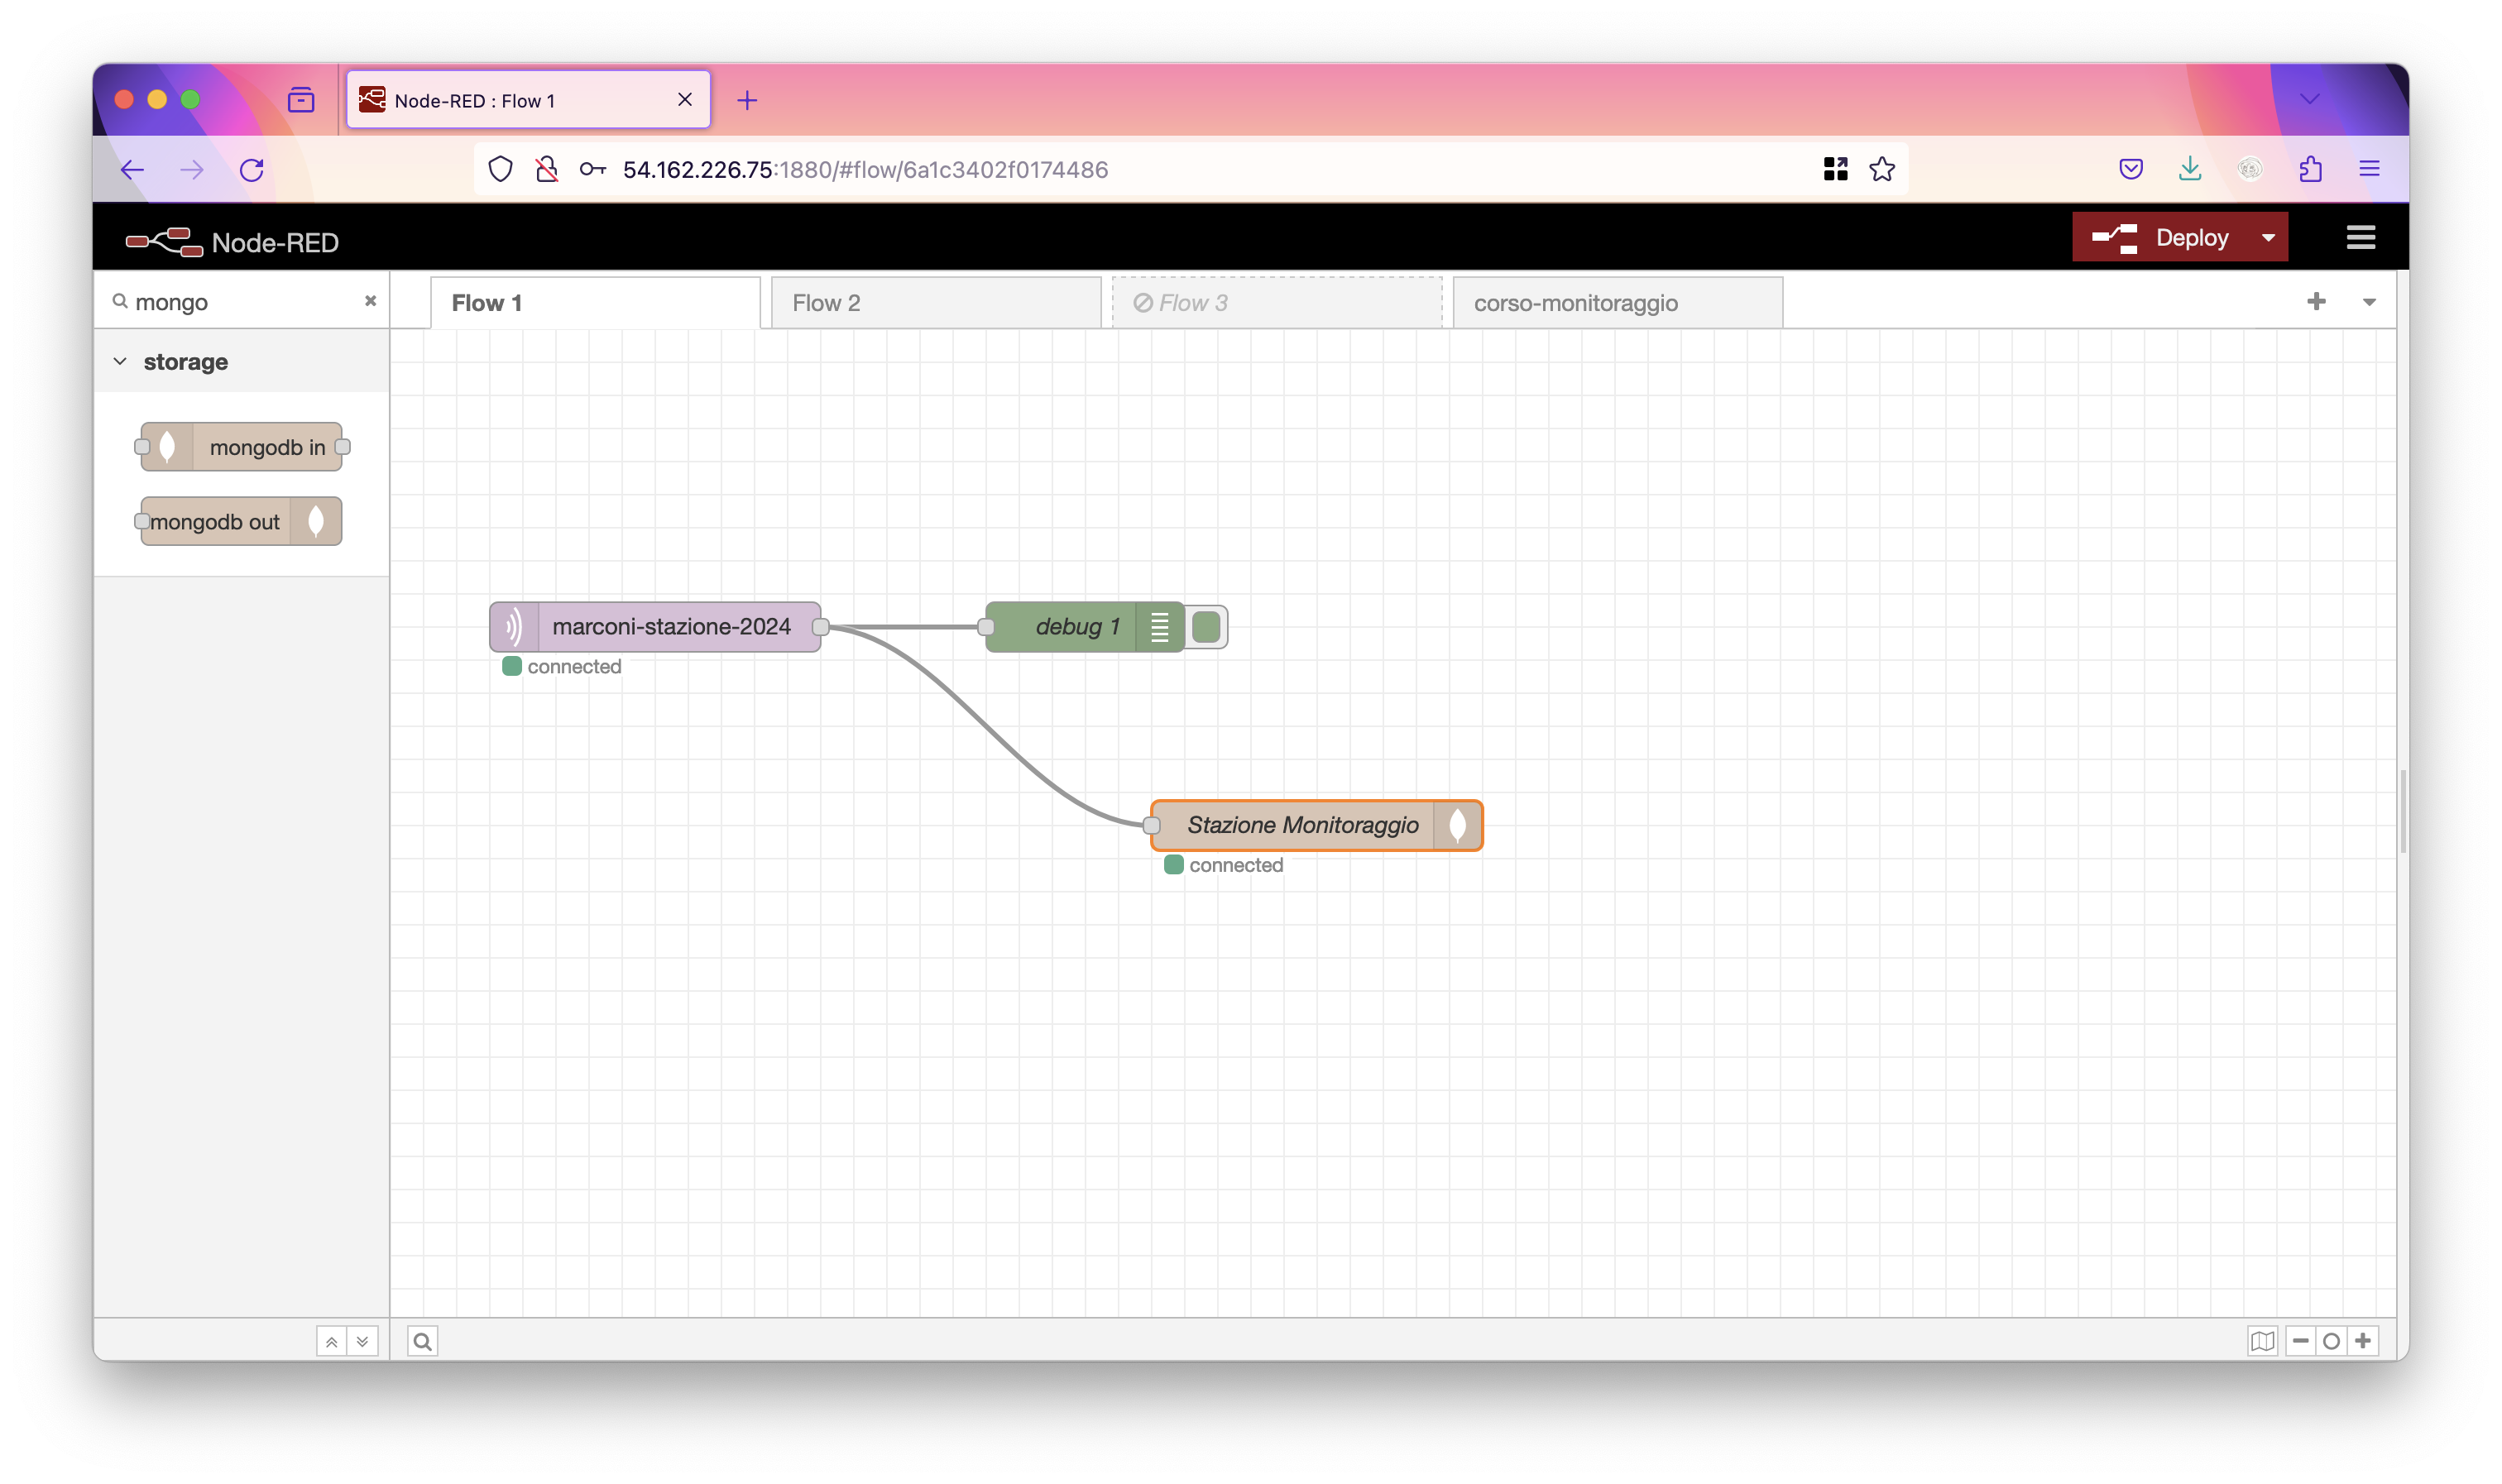 Node-RED : Flow 1
54.162.226.75:1880/#flow/6a1c3402f0174486
Node-RED
Deploy
mongo
Flow 1
Flow 2
Flow 3
corso-monitoraggio
storage
mongodb in
mongodb out
marconi-stazione-2024
connected
debug 1
Stazione Monitoraggio
connected